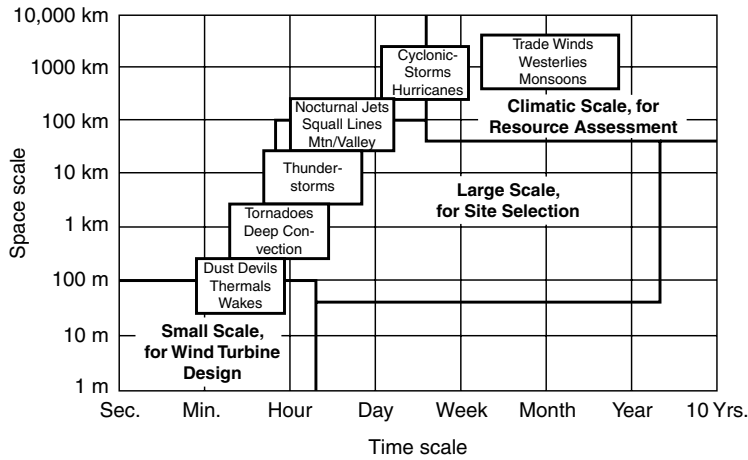 10,000 km
1000 km
100 km
10 km
1 km
100 m
10 m
1 m
Space scale
Cyclonic-
Storms
Hurricanes
Trade Winds
Westerlies
Monsoons
Nocturnal Jets
Squall Lines
Mtn/Valley
Climatic Scale, for
Resource Assessment
Thunder-
storms
Large Scale,
for Site Selection
Tornadoes
Deep Con-
vection
Dust Devils
Thermals
Wakes
Small Scale,
for Wind Turbine
Design
Sec. Min. Hour Day Week Month Year 10 Yrs.
Time scale